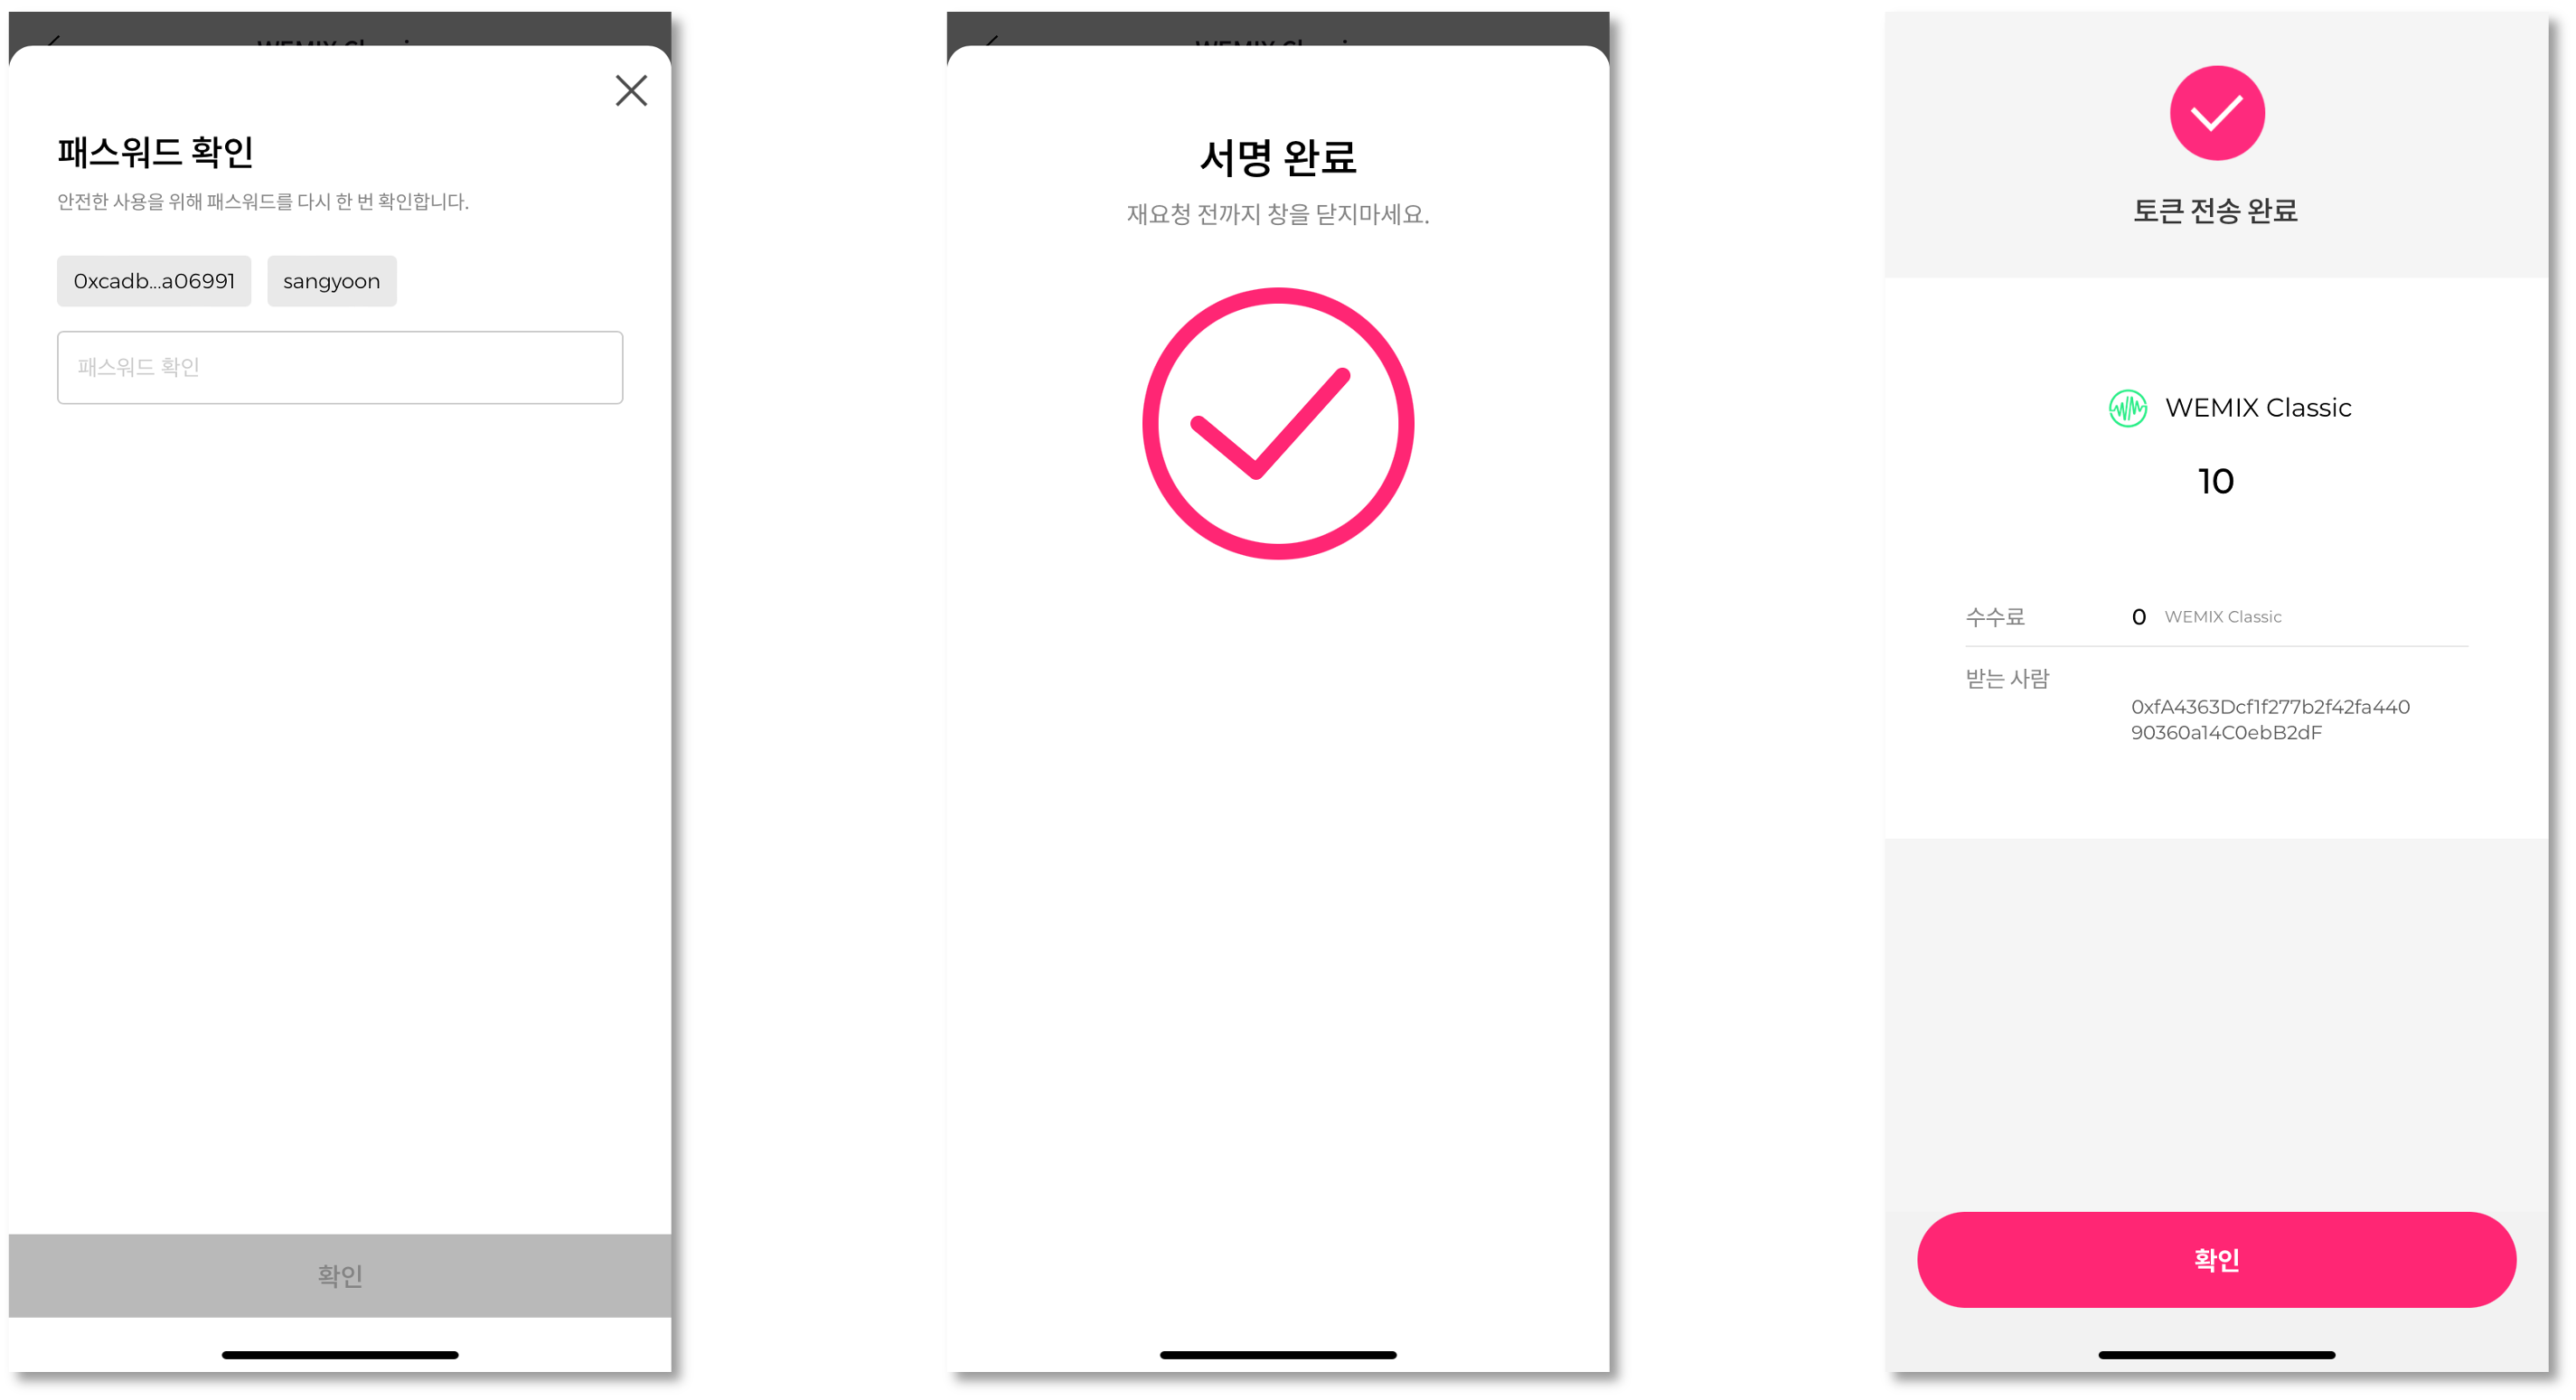 패스워드 확인
안전한 사용을 위해 패스워드를 다시 한 번 확인합니다.
0xcadb...a06991 sangyoon
패스워드 확인
확인
서명 완료
재요청 전까지 창을 닫지마세요.
토큰 전송 완료
WEMIX Classic
10
수수료 0 WEMIX Classic
받는 사람
0xfA4363Dcf1f277b2f42fa440
90360a14C0ebB2dF
확인